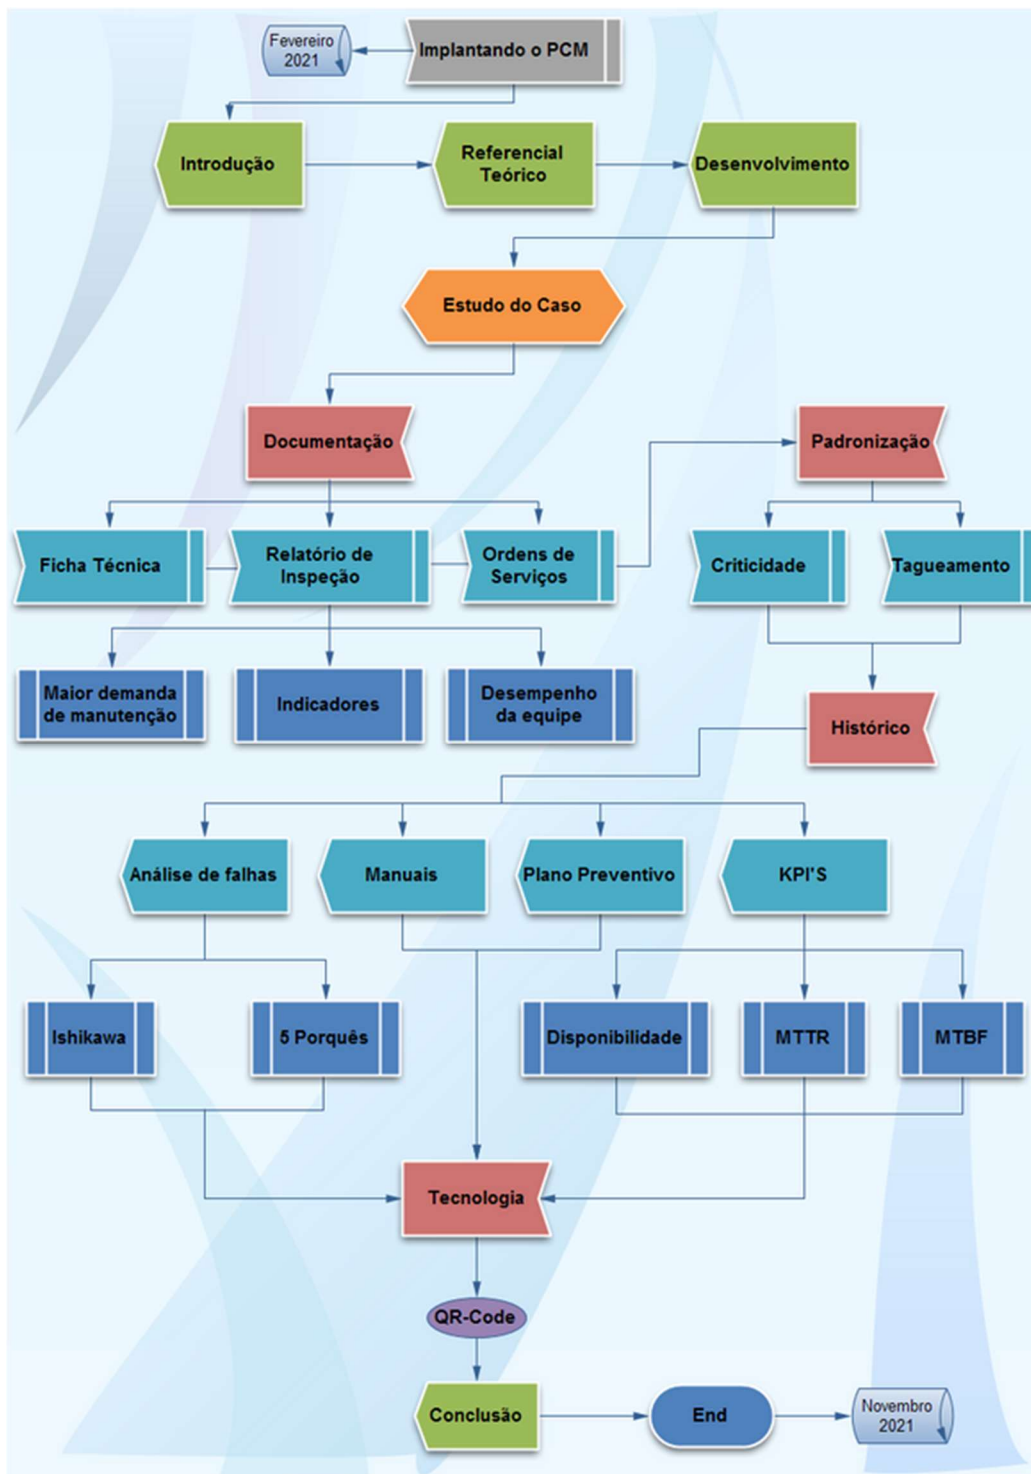 Fevereiro
2021
Implantando o PCM
Introdução
Referencial
Teórico
Desenvolvimento
Estudo do Caso
Documentação
Padronização
Ficha Técnica
Relatório de
Inspeção
Ordens de
Serviços
Criticidade
Tagueamento
Maior demanda
de manutenção
Indicadores
Desempenho
da equipe
Histórico
Análise de falhas
Manuais
Plano Preventivo
KPI'S
Ishikawa
5 Porquês
Disponibilidade
MTTR
MTBF
Tecnologia
QR-Code
Conclusão
End
Novembro
2021